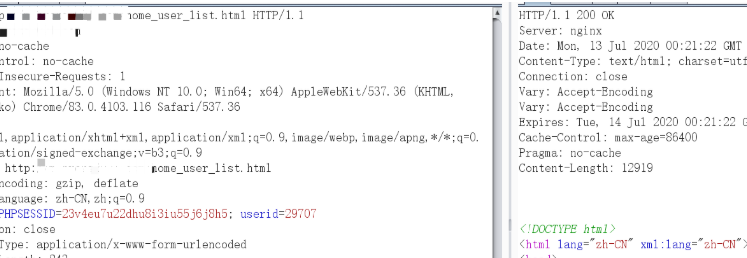 home_user_list.html HTTP/1.1
no-cache
ntrol: no-cache
Insecure-Requests: 1
nt: Mozilla/5.0 (Windows NT 10.0; Win64; x64) AppleWebKit/537.36 (KHTML,
ko) Chrome/83.0.4103.116 Safari/537.36
l,application/xhtml+xml,application/xml;q=0.9,image/webp,image/apng,*/*;q=0.
ation/signed-exchange;v=b3;q=0.9
http: home_user_list.html
ncoding: gzip, deflate
anguage: zh-CN,zh;q=0.9
PHPSESSID=23v4eu7u22dhu8i3iu55j6j8h5; userid=29707
on: close
Type: application/x-www-form-urlencoded
HTTP/1.1 200 OK
Server: nginx
Date: Mon, 13 Jul 2020 00:21:22 GMT
Content-Type: text/html; charset=utf
Connection: close
Vary: Accept-Encoding
Vary: Accept-Encoding
Expires: Tue, 14 Jul 2020 00:21:22 G
Cache-Control: max-age=86400
Pragma: no-cache
Content-Length: 12919
<!DOCTYPE html>
<html lang="zh-CN" xml:lang="zh-CN">